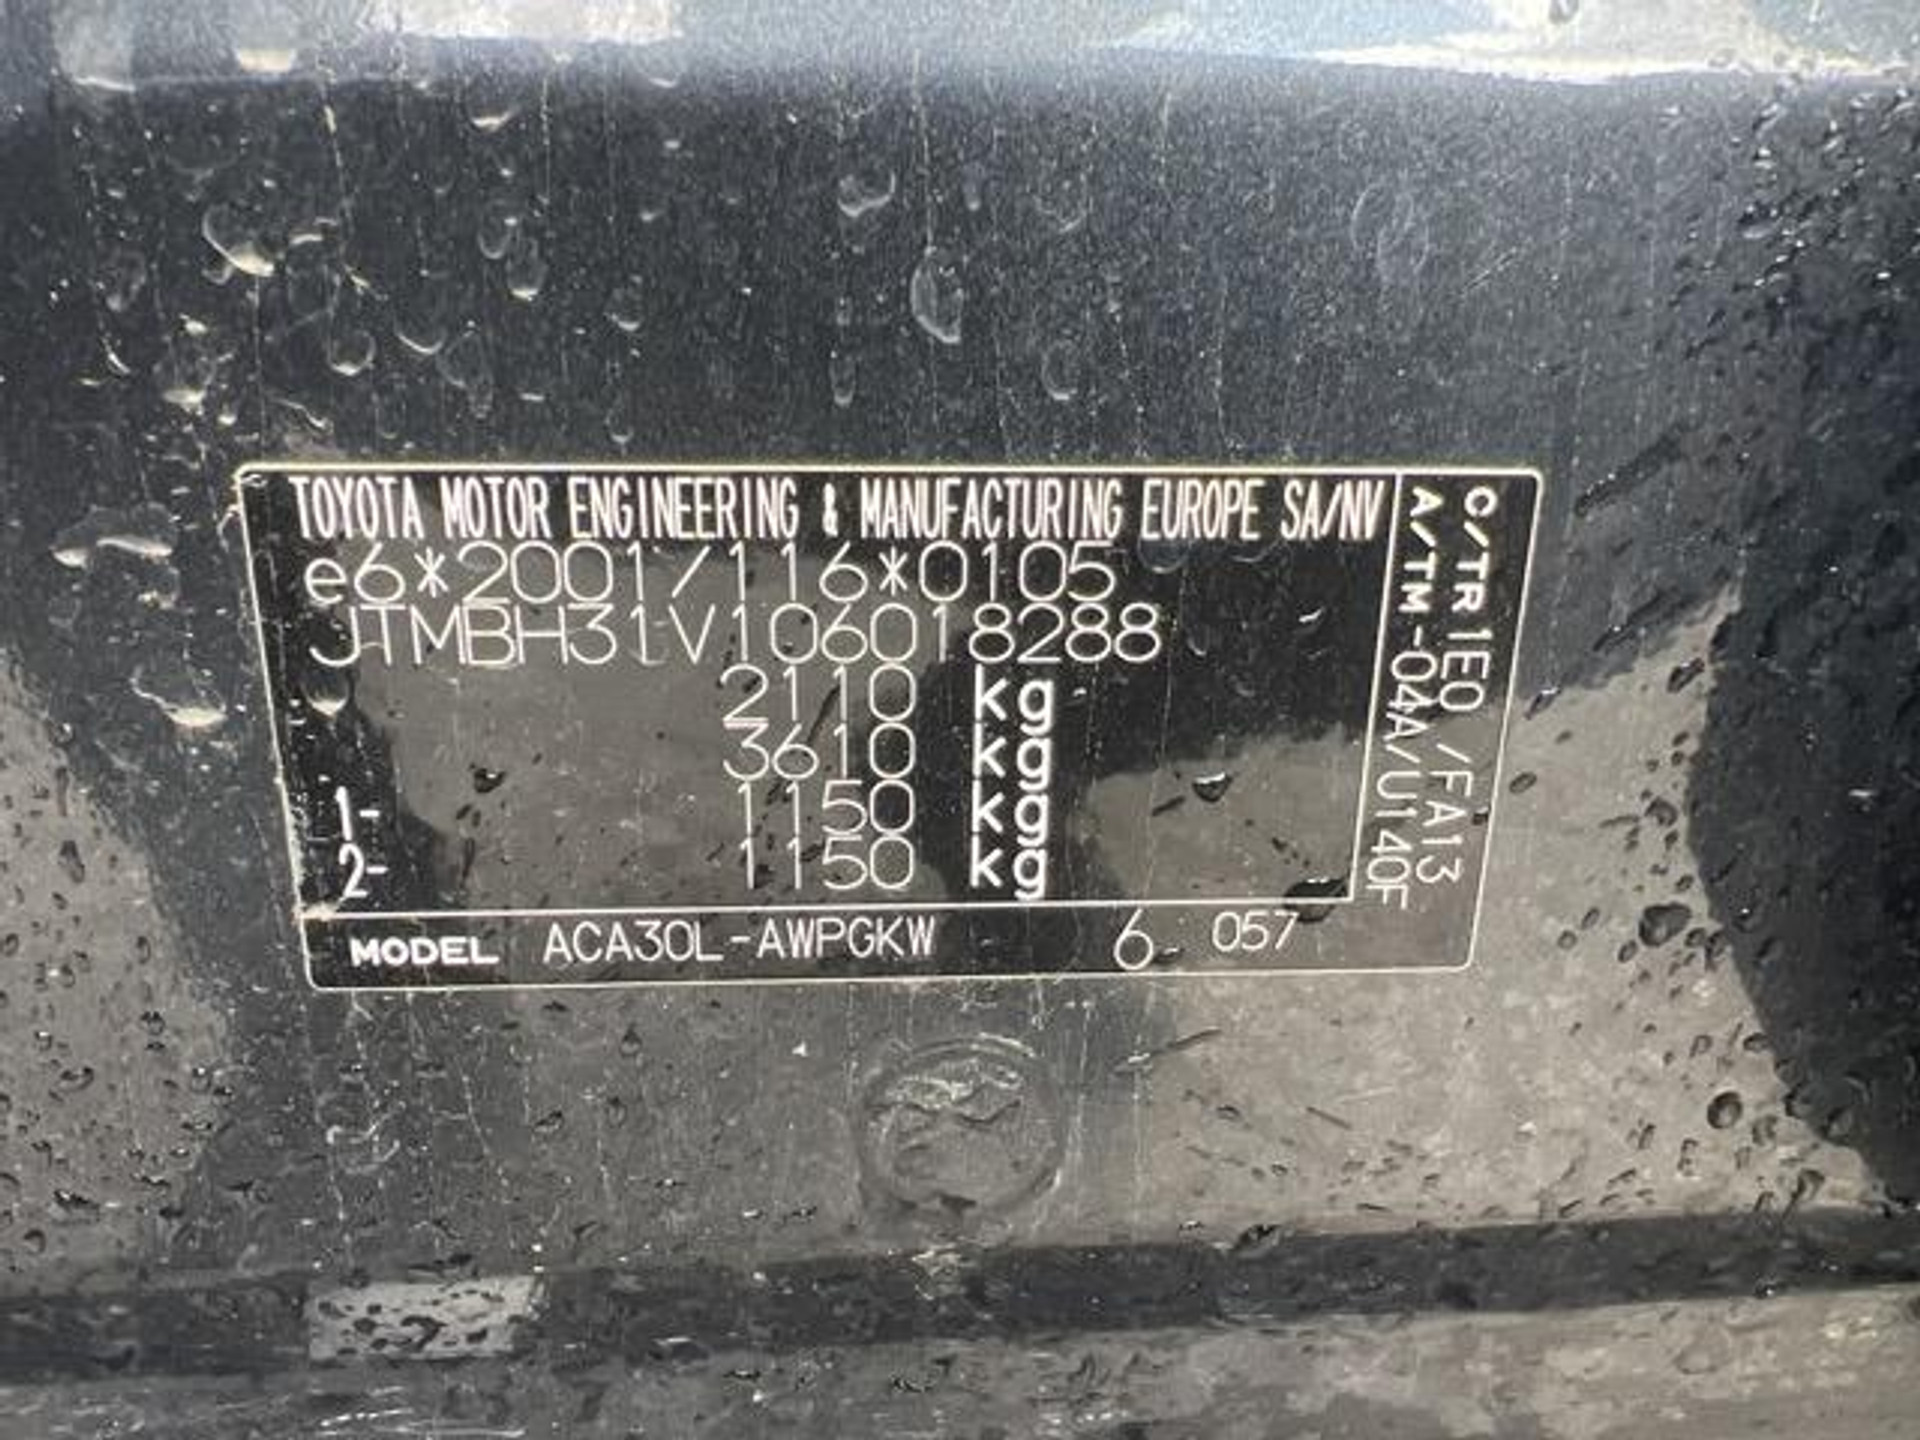 TOYOTA MOTOR ENGINEERING & MANUFACTURING EUROPE SA/NV
e6*2001/116*0105
JTMBH31V106018288
2110 kg
3610 kg
1- 1150 kg
2- 1150 kg
MODEL ACA30L-AWPGKW 6 057
C/TR 1E0 /FA13
A/TM -04A/U140F